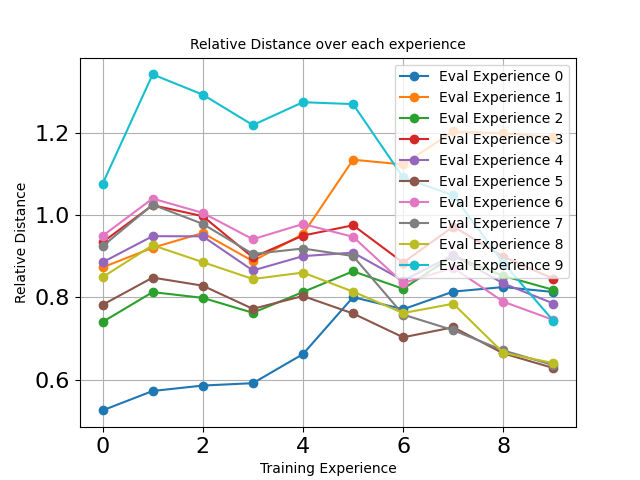 Relative Distance over each experience
Eval Experience 0
Eval Experience 1
Eval Experience 2
Eval Experience 3
Eval Experience 4
Eval Experience 5
Eval Experience 6
Eval Experience 7
Eval Experience 8
Eval Experience 9
Relative Distance
1.2
1.0
0.8
0.6
0 2 4 6 8
Training Experience